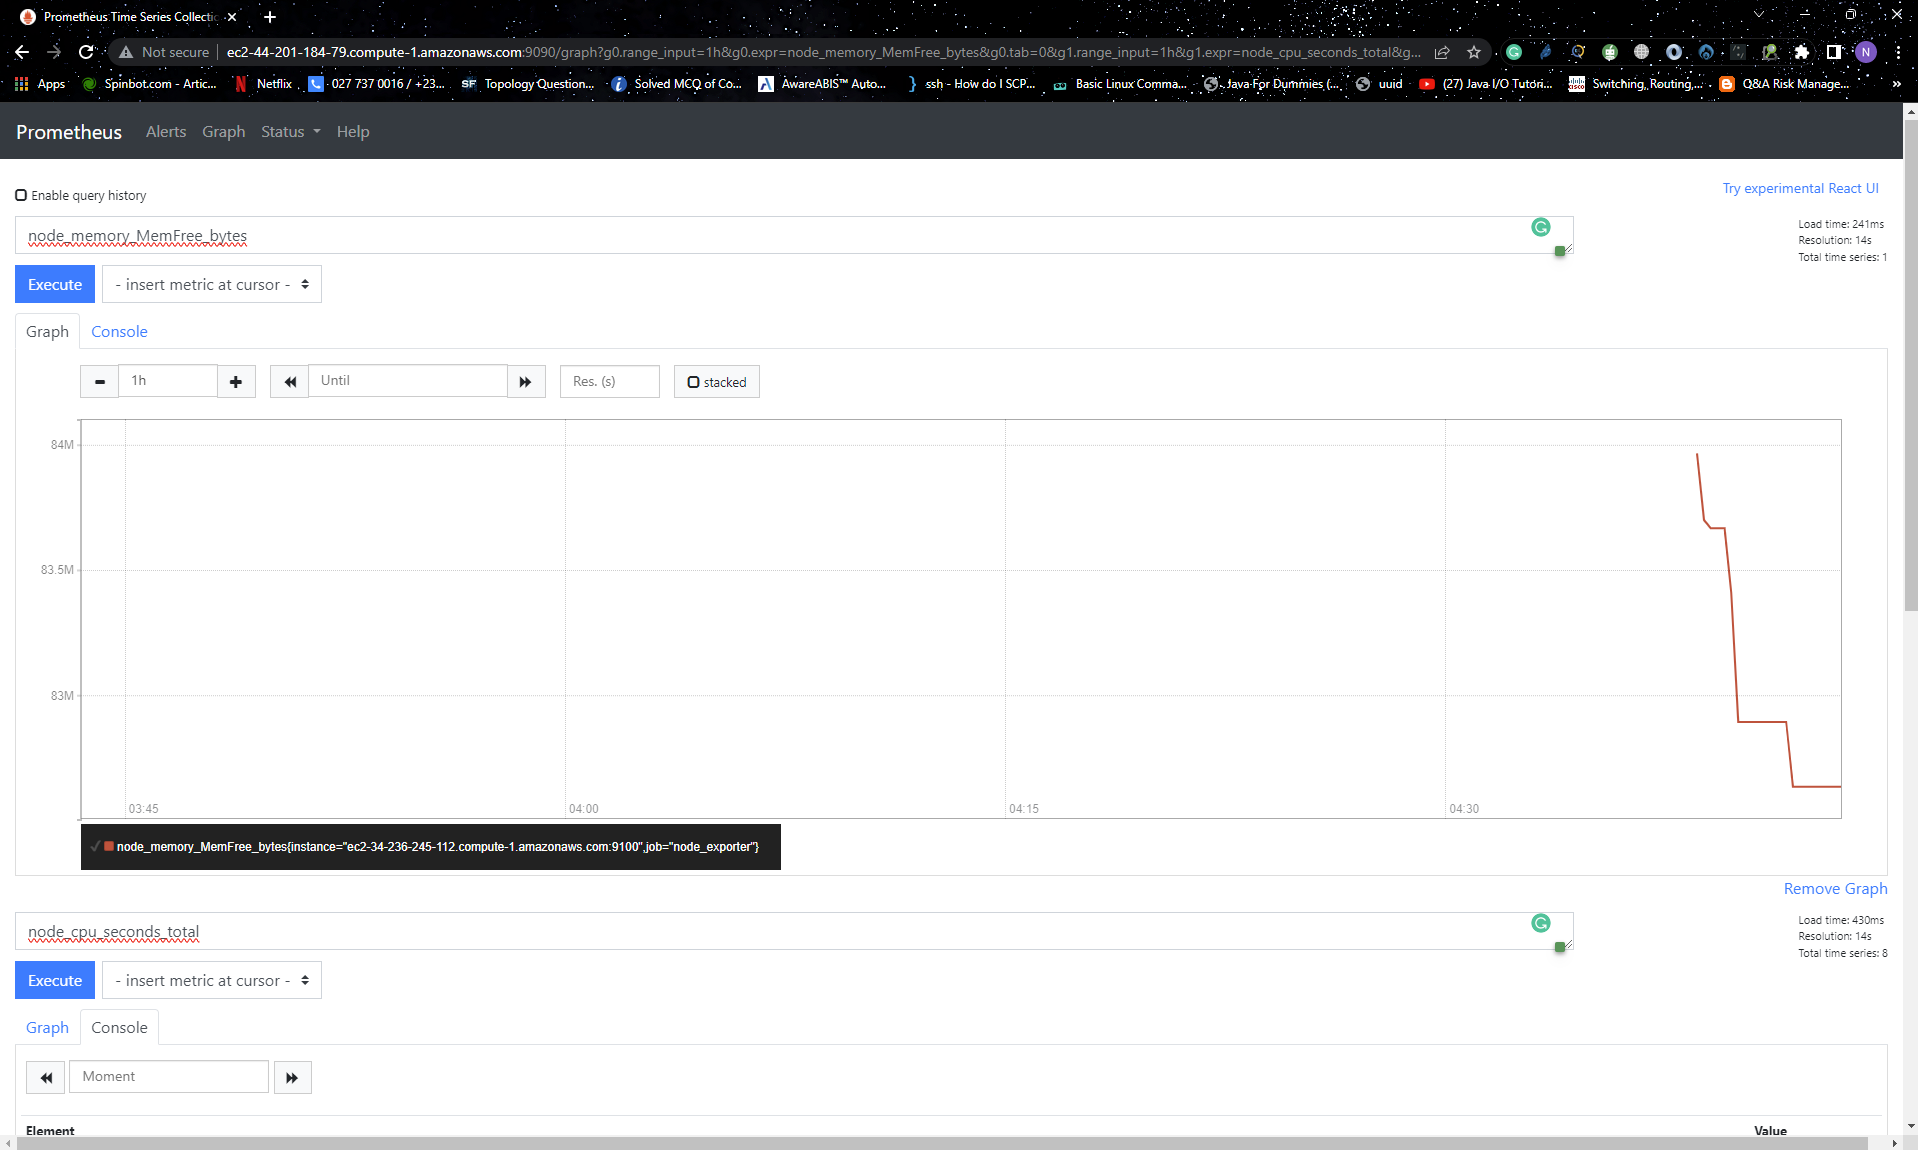 Prometheus Time Series Collectic
Not secure ec2-44-201-184-79.compute-1.amazonaws.com:9090/graph?g0.range_input=1h&g0.expr=node_memory_MemFree_bytes&g0.tab=0&g1.range_input=1h&g1.expr=node_cpu_seconds_total&g...
N
Apps Spinbot.com - Artic... Netflix 027 737 0016 / +23... SF Topology Question... Solved MCQ of Co... AwareABIS™ Auto... ssh - How do I SCP... Basic Linux Comma... Java For Dummies (... uuid (27) Java I/O Tutori... Switching, Routing,... Q&A Risk Manage... »
Prometheus Alerts Graph Status Help
Enable query history
Try experimental React UI
node_memory_MemFree_bytes
Load time: 241ms
Resolution: 14s
Total time series: 1
Execute - insert metric at cursor -
Graph Console
1h Until Res. (s) stacked
84M
83.5M
83M
03:45 04:00 04:15 04:30
✓ node_memory_MemFree_bytes{instance="ec2-34-236-245-112.compute-1.amazonaws.com:9100",job="node_exporter"}
Remove Graph
node_cpu_seconds_total
Load time: 430ms
Resolution: 14s
Total time series: 8
Execute - insert metric at cursor -
Graph Console
Moment
Element Value